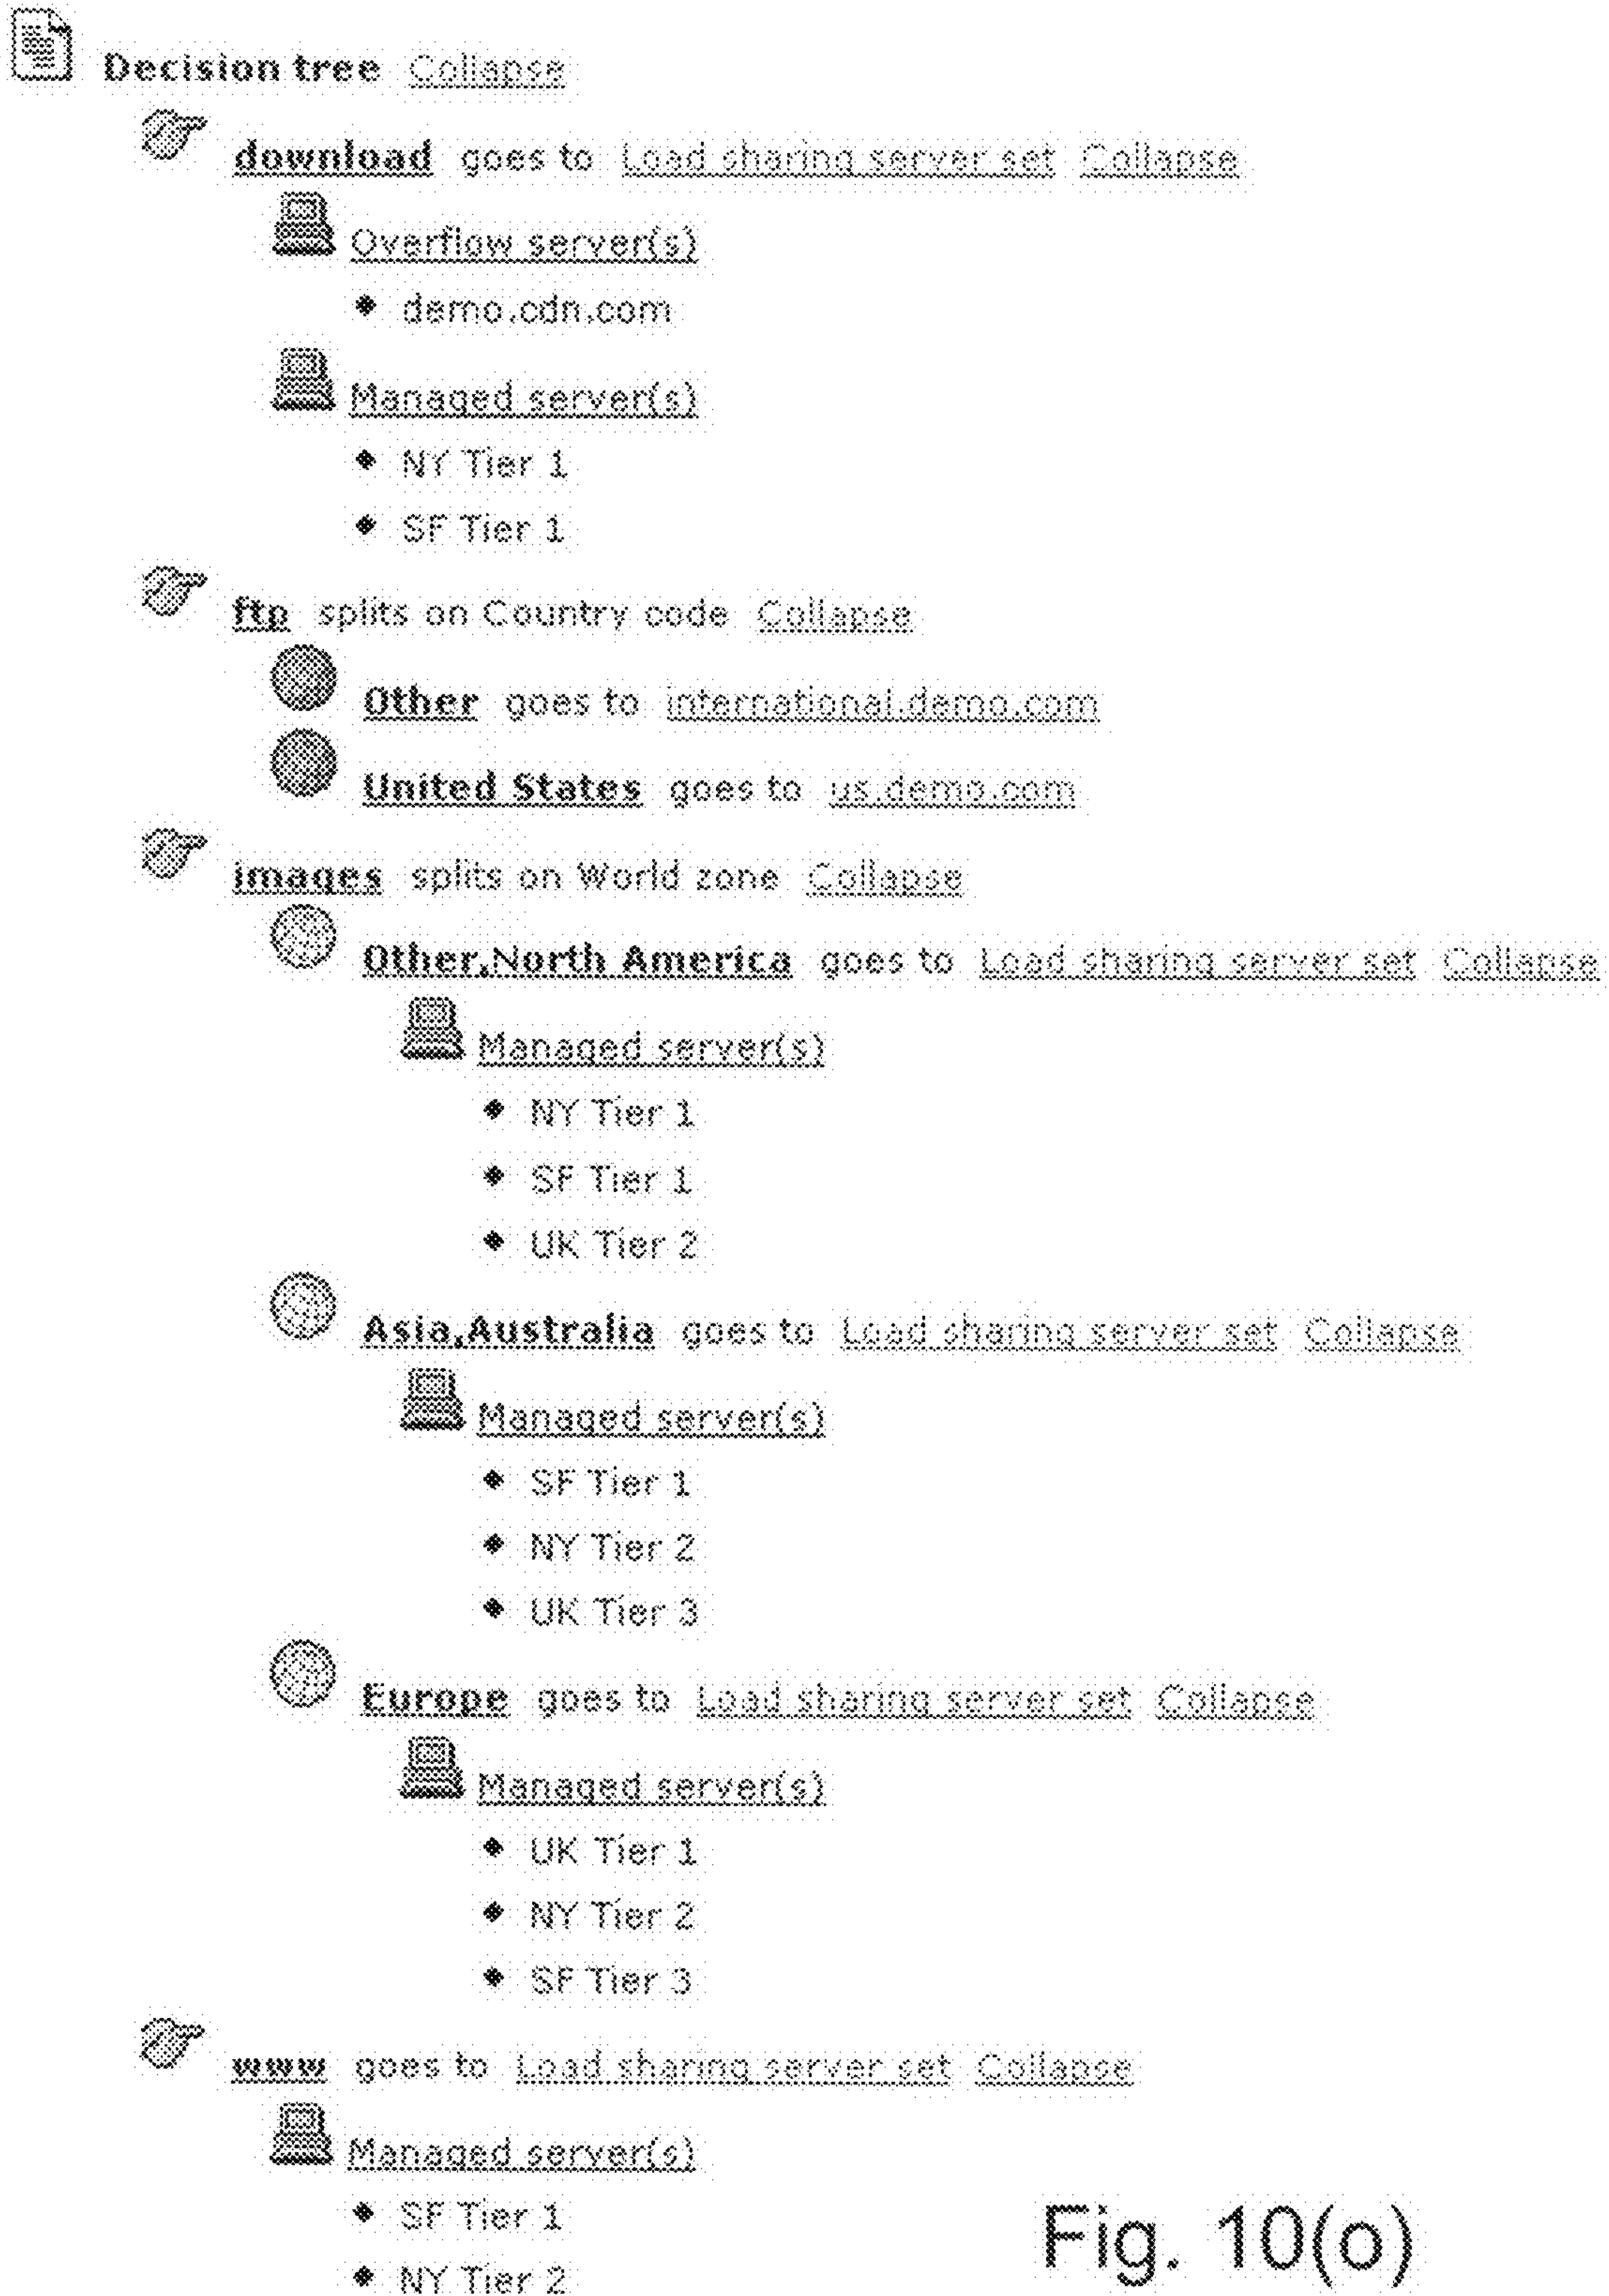 Decision tree Collapse
download goes to Load sharing server set Collapse
Overflow server(s)
demo.cdn.com
Managed server(s)
NY Tier 1
SF Tier 1
ftp splits on Country code Collapse
Other goes to international.demo.com
United States goes to us.demo.com
images splits on World zone Collapse
Other,North America goes to Load sharing server set Collapse
Managed server(s)
NY Tier 1
SF Tier 1
UK Tier 2
Asia,Australia goes to Load sharing server set Collapse
Managed server(s)
SF Tier 1
NY Tier 2
UK Tier 3
Europe goes to Load sharing server set Collapse
Managed server(s)
UK Tier 1
NY Tier 2
SF Tier 3
www goes to Load sharing server set Collapse
Managed server(s)
SF Tier 1
NY Tier 2
Fig. 10(o)